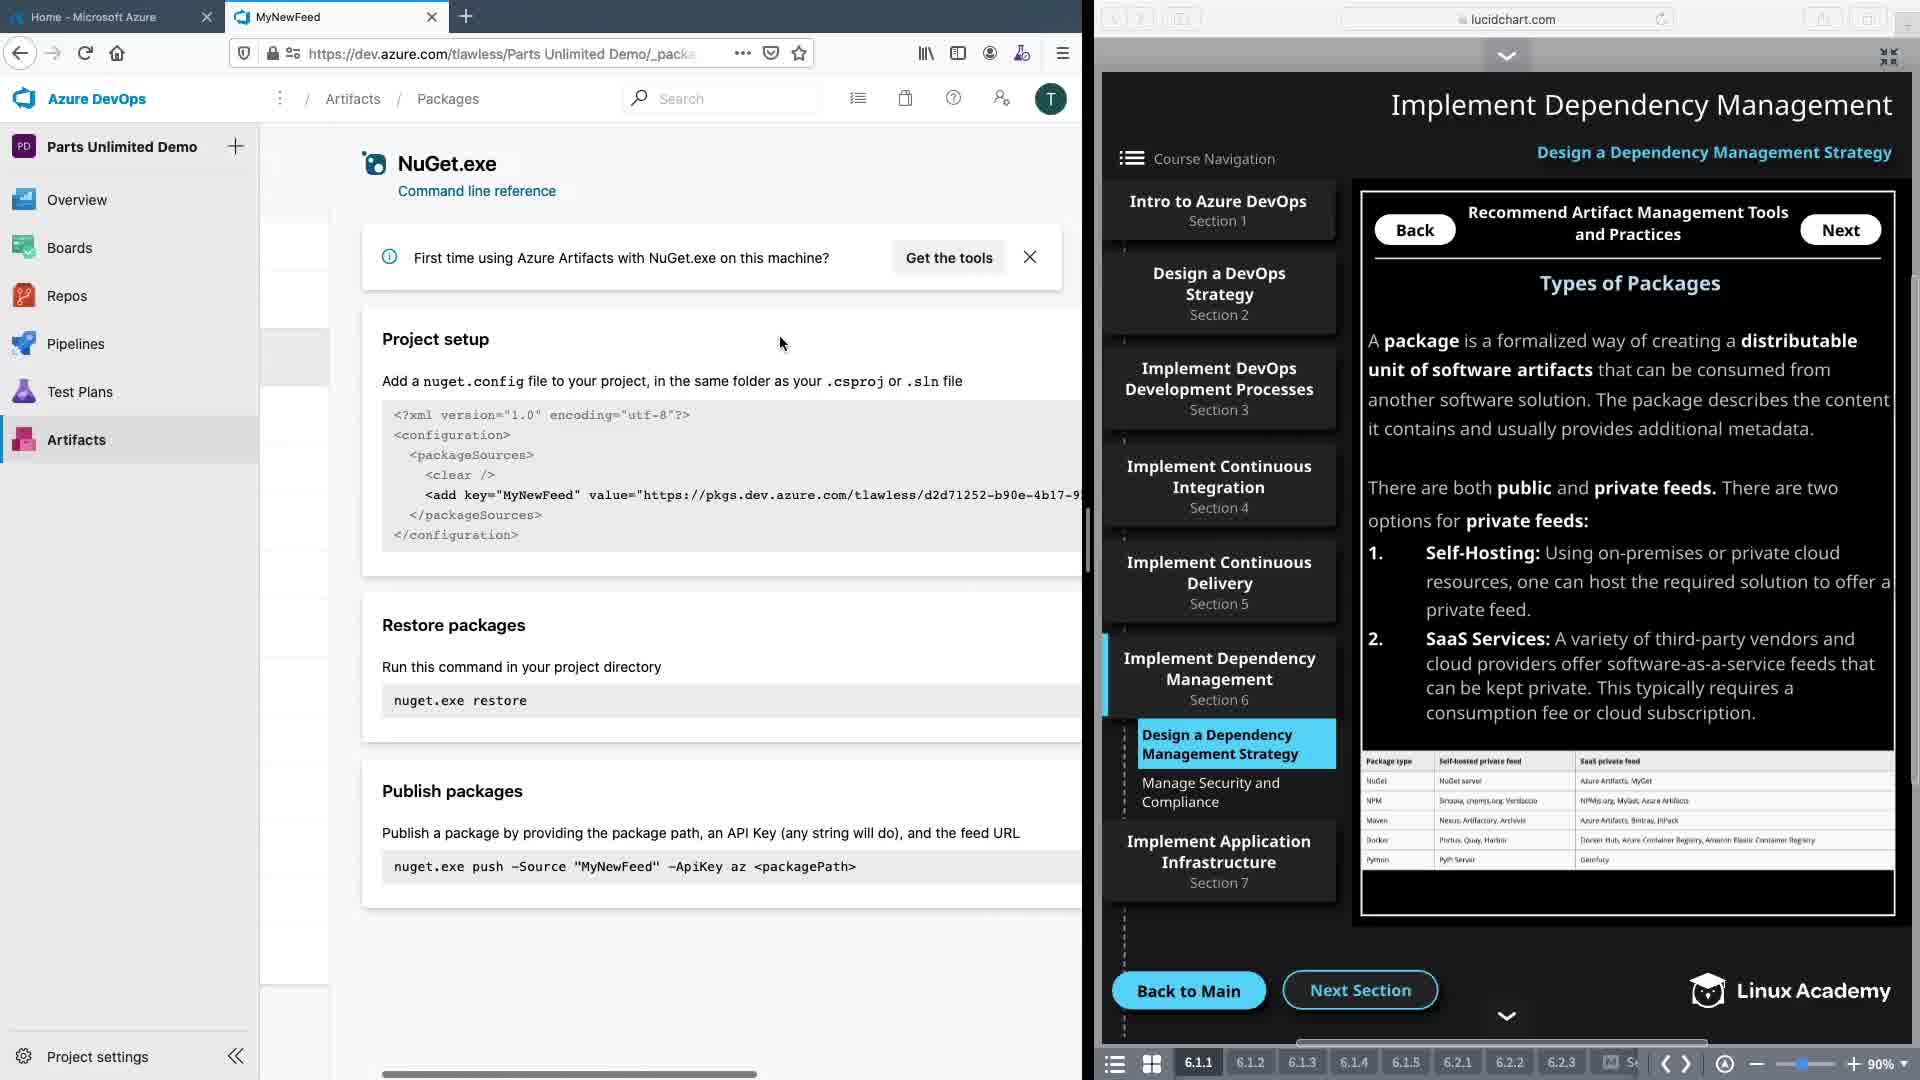 Home - Microsoft Azure
MyNewFeed
https://dev.azure.com/tlawless/Parts Unlimited Demo/_packa
Azure DevOps
Artifacts / Packages
Search
T
PD Parts Unlimited Demo
Overview
Boards
Repos
Pipelines
Test Plans
Artifacts
Project settings
NuGet.exe
Command line reference
First time using Azure Artifacts with NuGet.exe on this machine?
Get the tools
Project setup
Add a nuget.config file to your project, in the same folder as your .csproj or .sln file
<?xml version="1.0" encoding="utf-8"?>
<configuration>
<packageSources>
<clear />
<add key="MyNewFeed" value="https://pkgs.dev.azure.com/tlawless/d2d71252-b90e-4b17-9
</packageSources>
</configuration>
Restore packages
Run this command in your project directory
nuget.exe restore
Publish packages
Publish a package by providing the package path, an API Key (any string will do), and the feed URL
nuget.exe push -Source "MyNewFeed" -ApiKey az <packagePath>
lucidchart.com
Implement Dependency Management
Design a Dependency Management Strategy
Course Navigation
Intro to Azure DevOps
Section 1
Design a DevOps
Strategy
Section 2
Implement DevOps
Development Processes
Section 3
Implement Continuous
Integration
Section 4
Implement Continuous
Delivery
Section 5
Implement Dependency
Management
Section 6
Design a Dependency
Management Strategy
Manage Security and
Compliance
Implement Application
Infrastructure
Section 7
Back
Recommend Artifact Management Tools
and Practices
Next
Types of Packages
A package is a formalized way of creating a distributable
unit of software artifacts that can be consumed from
another software solution. The package describes the content
it contains and usually provides additional metadata.
There are both public and private feeds. There are two
options for private feeds:
1. Self-Hosting: Using on-premises or private cloud
resources, one can host the required solution to offer a
private feed.
2. SaaS Services: A variety of third-party vendors and
cloud providers offer software-as-a-service feeds that
can be kept private. This typically requires a
consumption fee or cloud subscription.
Package type Self-hosted private feed SaaS private feed
NuGet NuGet server Azure Artifacts, MyGet
NPM Sinopia, cnpmjs.org, Verdaccio NPMjs.org, MyGet, Azure Artifacts
Maven Nexus, Artifactory, Archivia Azure Artifacts, Bintray, JitPack
Docker Portus, Quay, Harbor Docker Hub, Azure Container Registry, Amazon Elastic Container Registry
Python PyPi Server Gemfury
Back to Main
Next Section
Linux Academy
6.1.1 6.1.2 6.1.3 6.1.4 6.1.5 6.2.1 6.2.2 6.2.3
90%